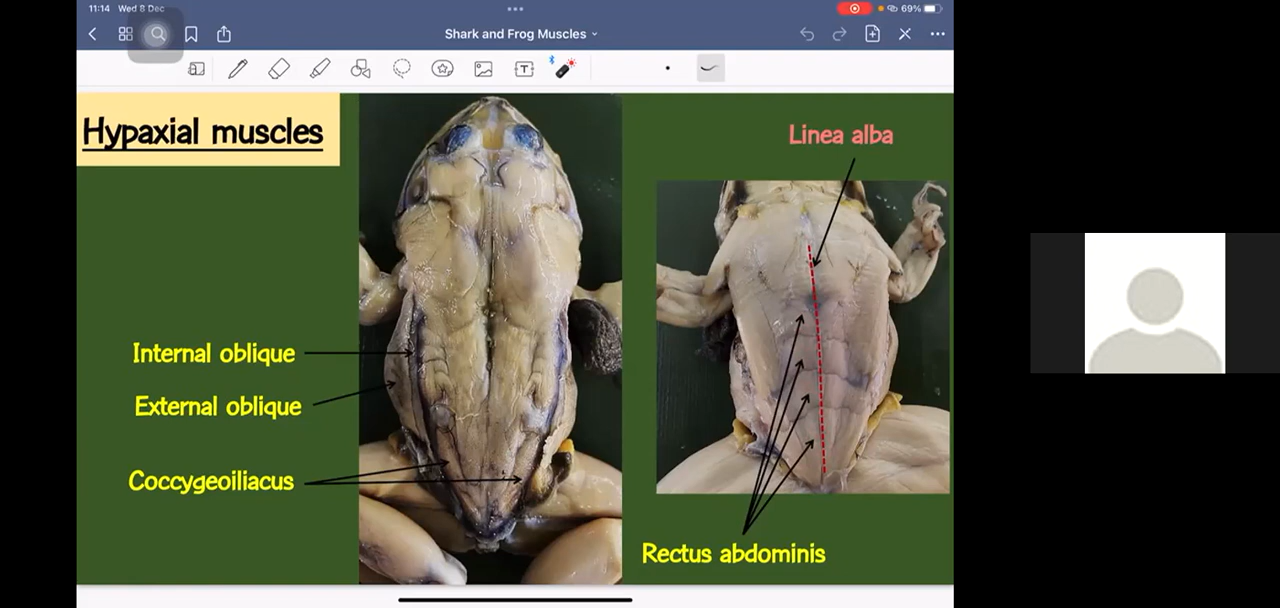 11:14 Wed 8 Dec
69%
Shark and Frog Muscles
T
Hypaxial muscles
Linea alba
Internal oblique
External oblique
Coccygeoiliacus
Rectus abdominis